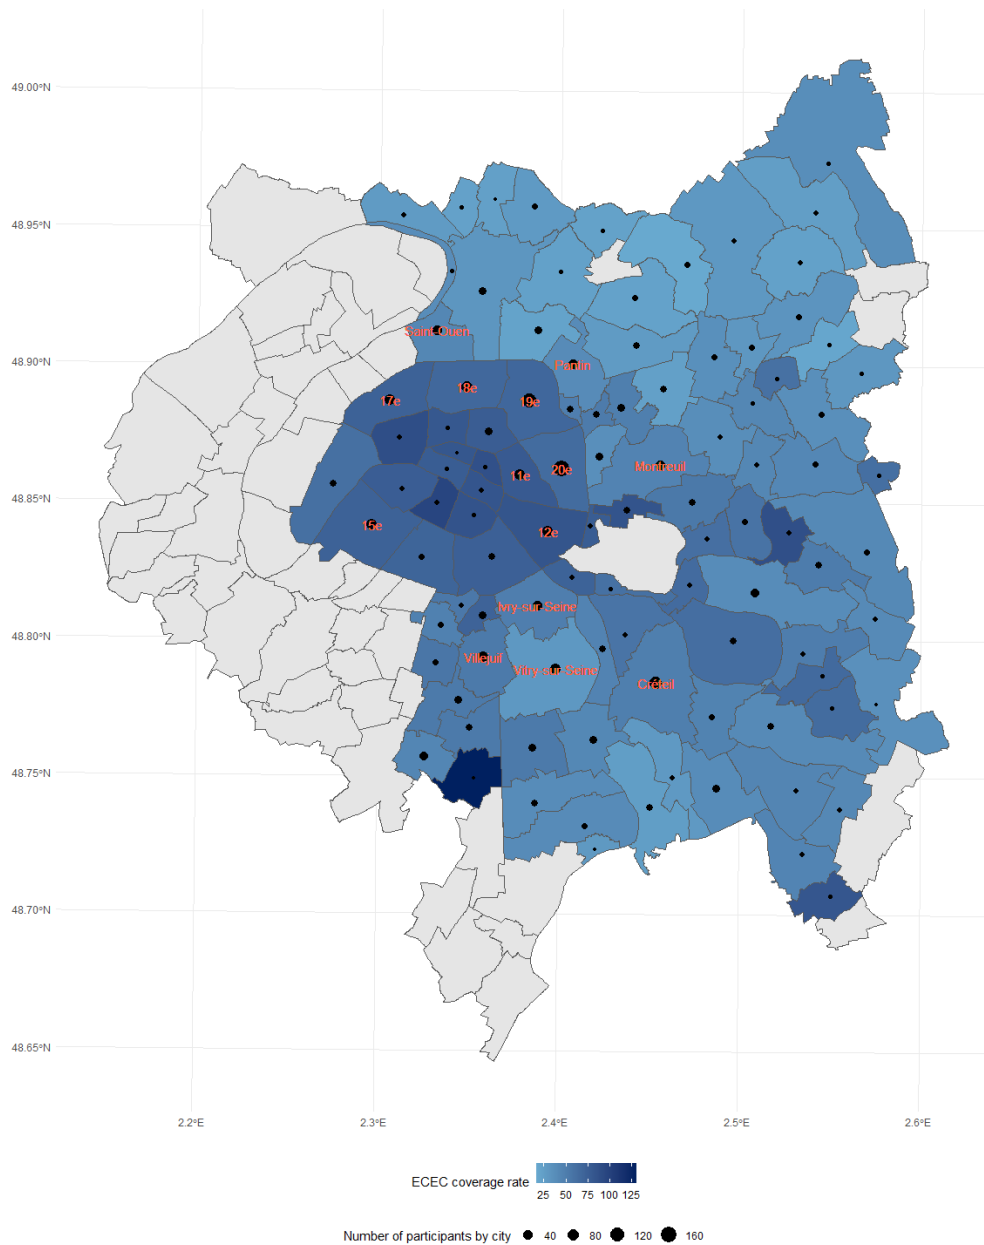 49.00°N
48.95°N
Saint-Ouen
48.90°N
Pantin
18e
17e
19e
Montreuil
20e
11e
48.85°N
15e
12e
Ivry-sur-Seine
48.80°N
Villejuif
Vitry-sur-Seine
Créteil
48.75°N
48.70°N
48.65°N
2.2°E 2.3°E 2.4°E 2.5°E 2.6°E
ECEC coverage rate
25 50 75 100 125
Number of participants by city 40 80 120 160